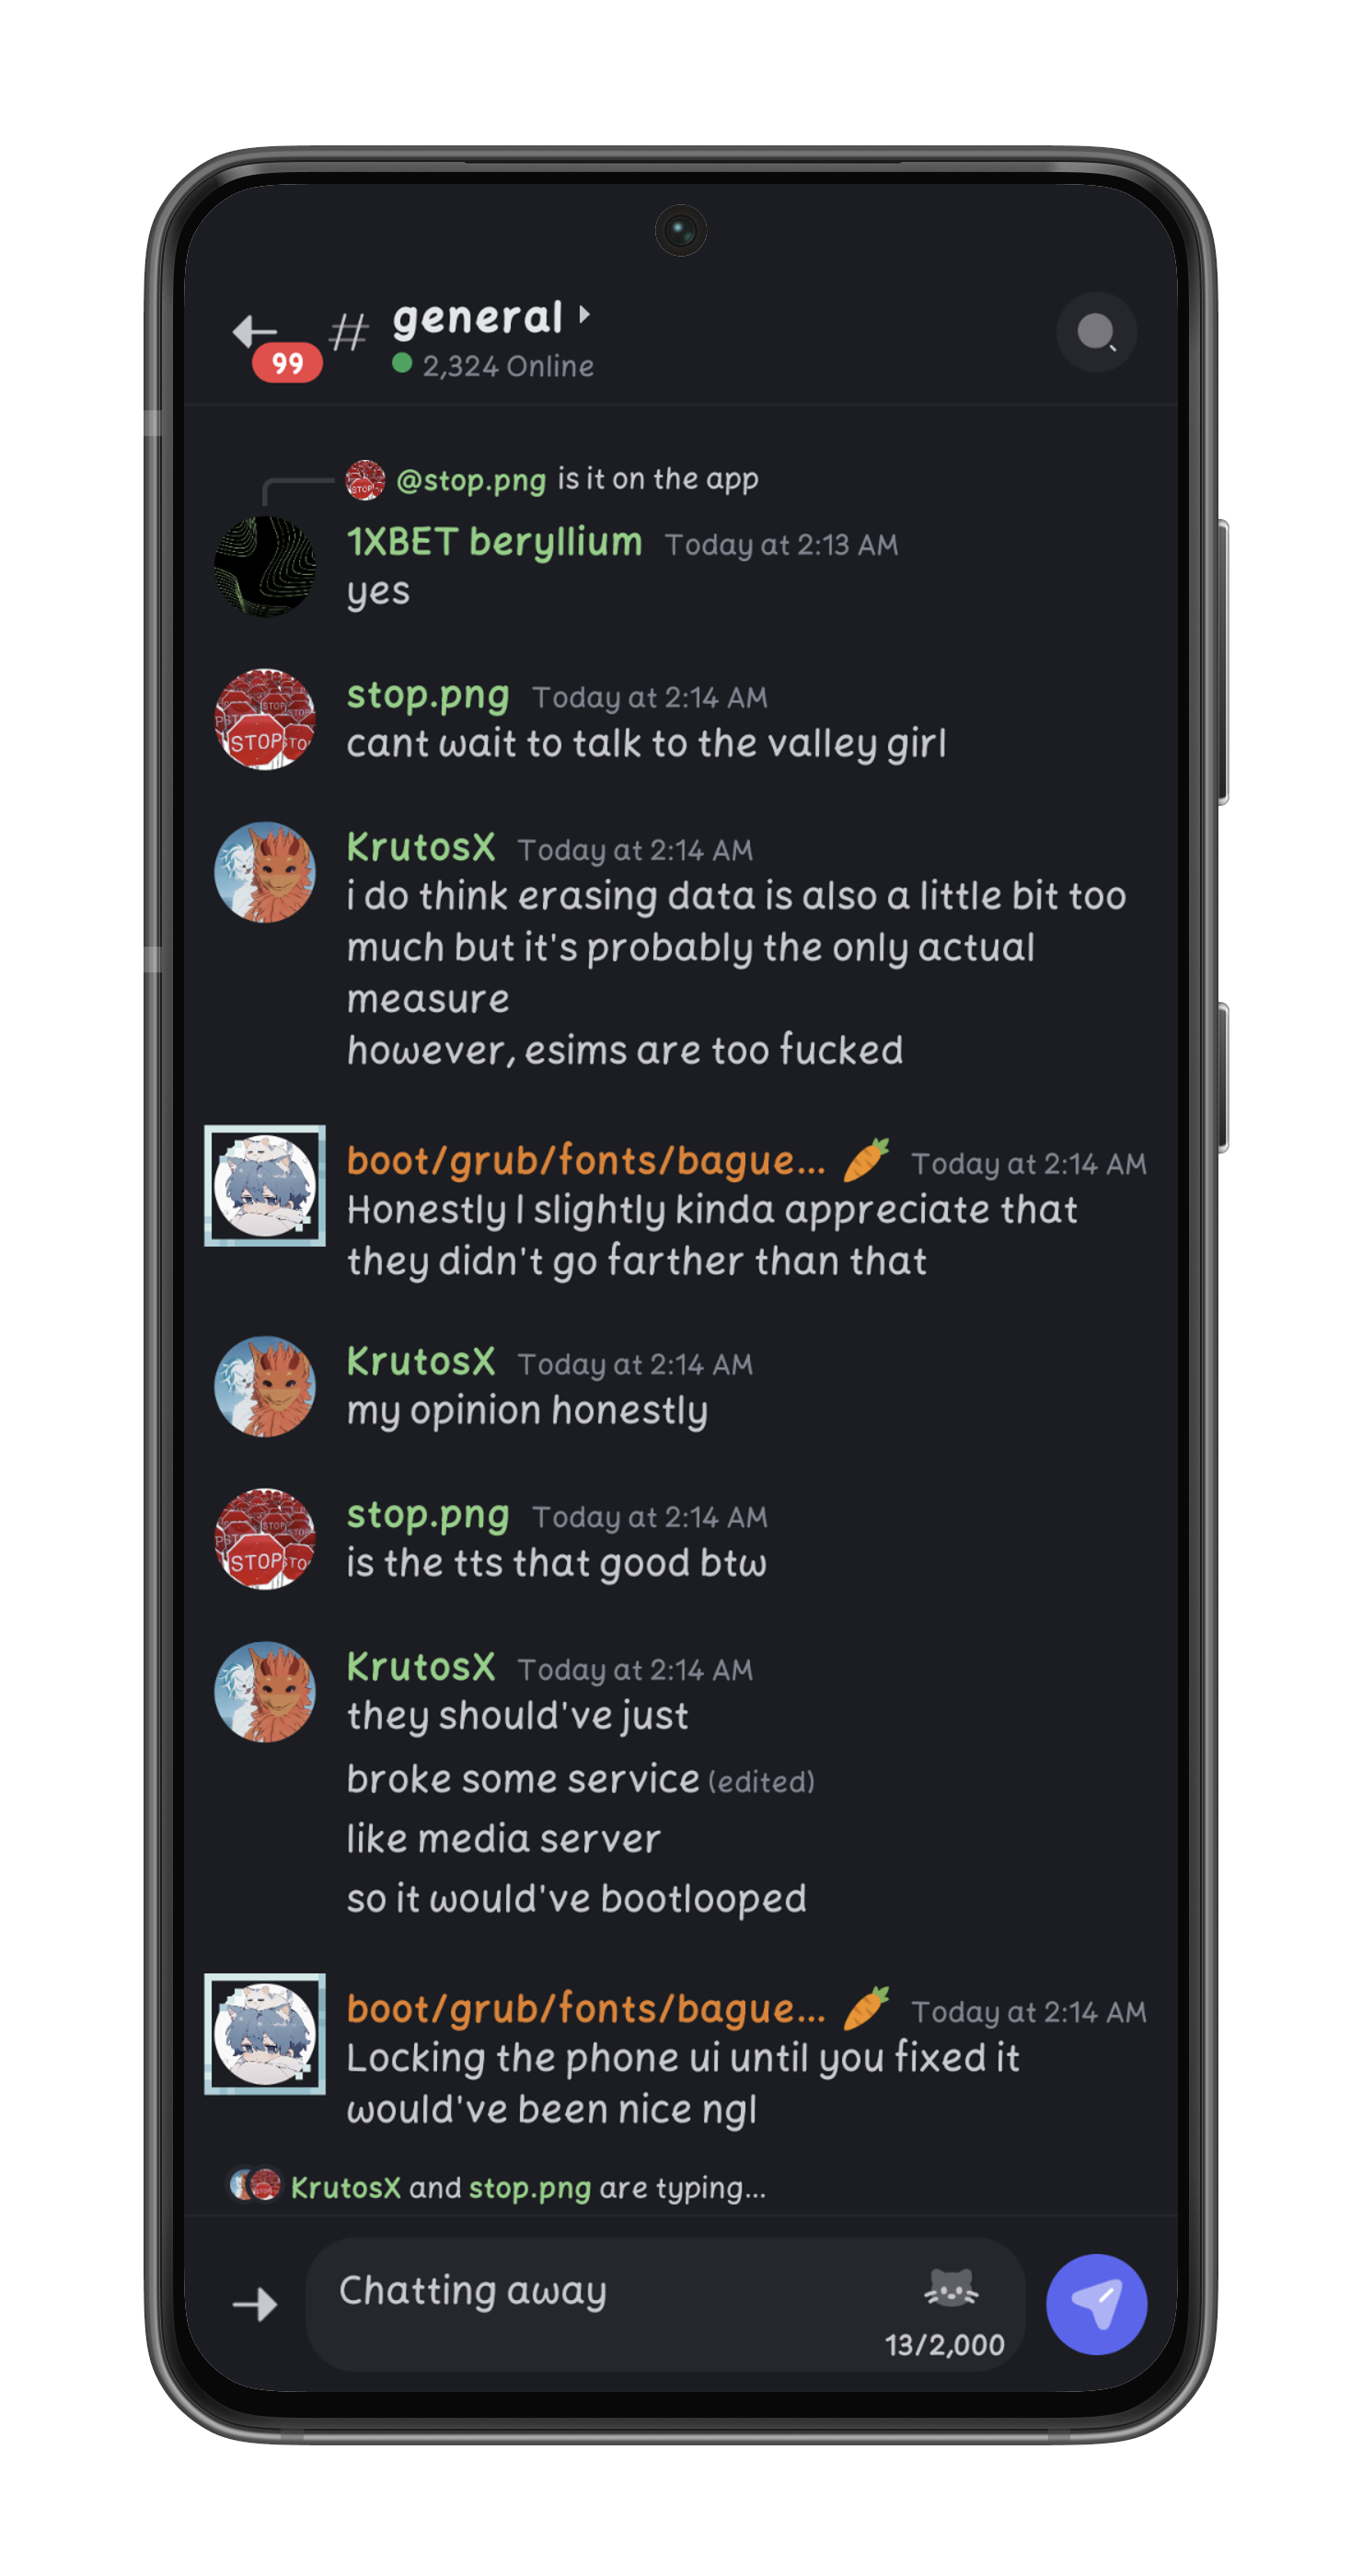 general
99
2,324 Online
@stop.png is it on the app
1XBET beryllium Today at 2:13 AM
yes
stop.png Today at 2:14 AM
cant wait to talk to the valley girl
KrutosX Today at 2:14 AM
i do think erasing data is also a little bit too
much but it's probably the only actual
measure
however, esims are too fucked
boot/grub/fonts/bague... 🥕 Today at 2:14 AM
Honestly I slightly kinda appreciate that
they didn't go farther than that
KrutosX Today at 2:14 AM
my opinion honestly
stop.png Today at 2:14 AM
is the tts that good btw
KrutosX Today at 2:14 AM
they should've just
broke some service (edited)
like media server
so it would've bootlooped
boot/grub/fonts/bague... 🥕 Today at 2:14 AM
Locking the phone ui until you fixed it
would've been nice ngl
KrutosX and stop.png are typing...
Chatting away
13/2,000
STOP
STOP